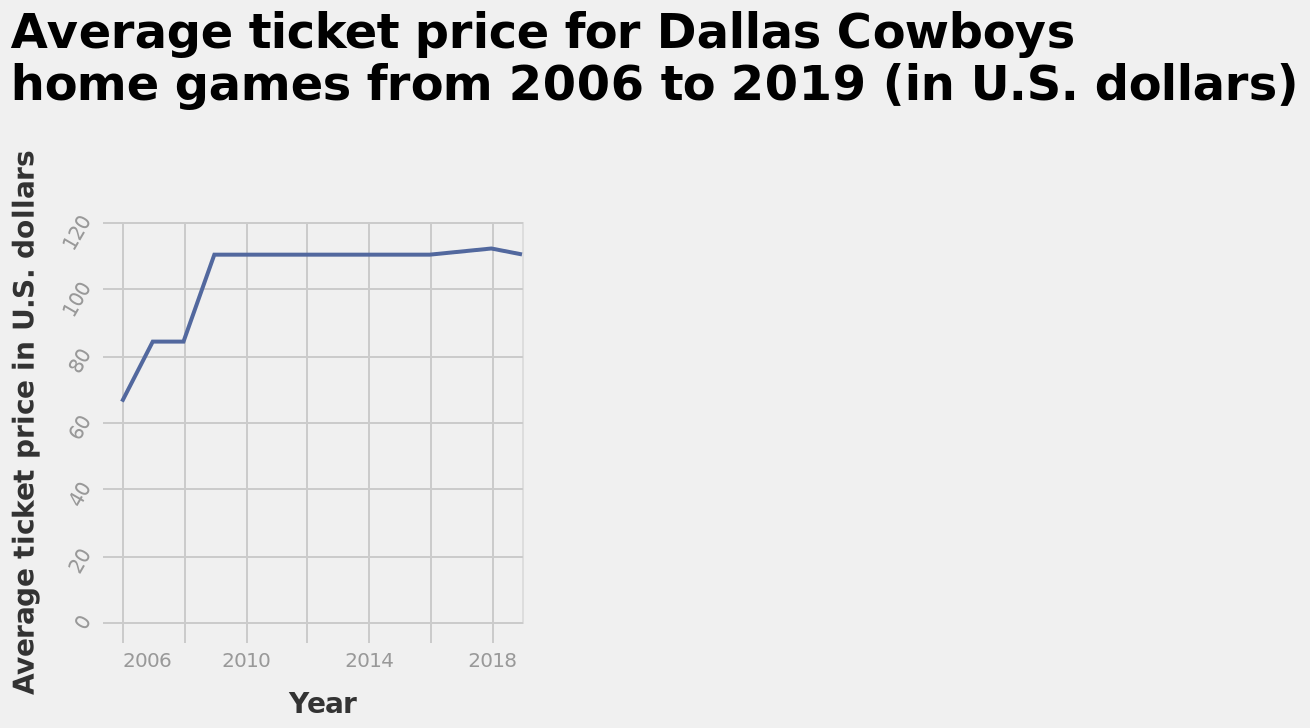 Average ticket price for Dallas Cowboys
home games from 2006 to 2019 (in U.S. dollars)
Average ticket price in U.S. dollars
120
100
80
60
40
20
0
2006 2010 2014 2018
Year